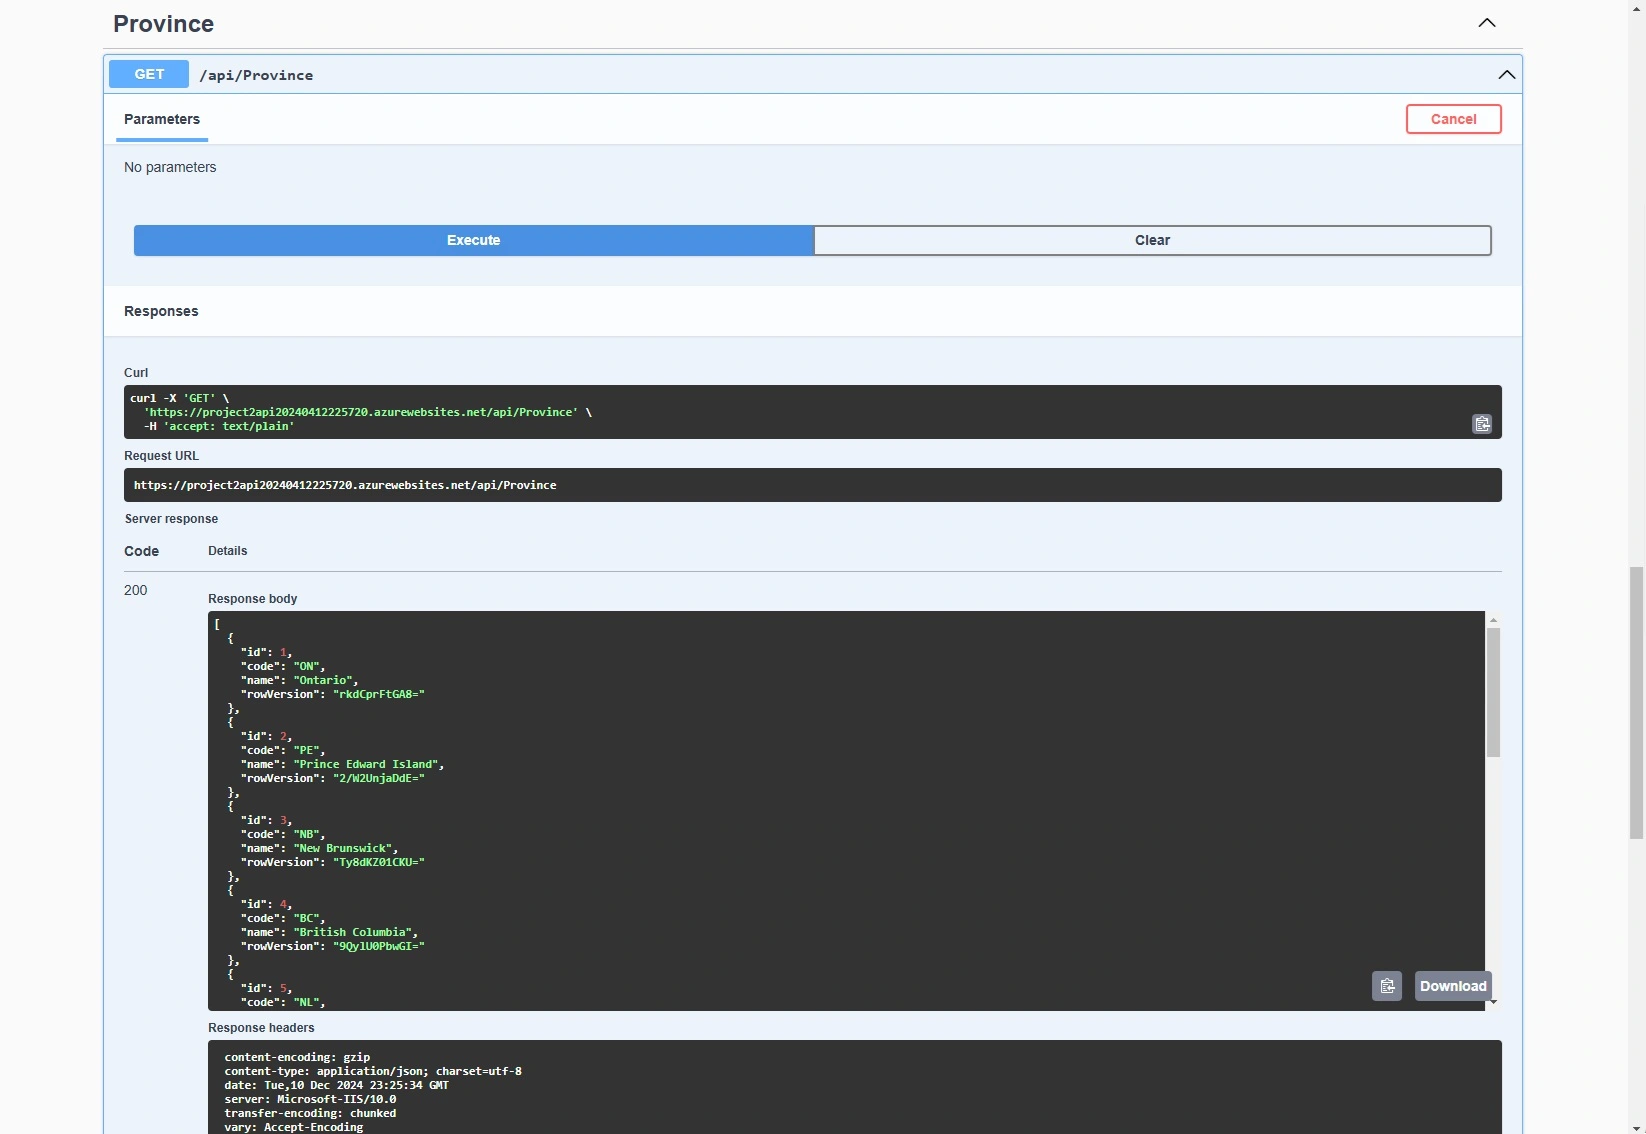 Province
GET /api/Province
Parameters
Cancel
No parameters
Execute
Clear
Responses
Curl
curl -X 'GET' \
'https://project2api20240412225720.azurewebsites.net/api/Province' \
-H 'accept: text/plain'
Request URL
https://project2api20240412225720.azurewebsites.net/api/Province
Server response
Code Details
200
Response body
[
{
"id": 1,
"code": "ON",
"name": "Ontario",
"rowVersion": "rkdCprFtGA8="
},
{
"id": 2,
"code": "PE",
"name": "Prince Edward Island",
"rowVersion": "2/W2UnjaDdE="
},
{
"id": 3,
"code": "NB",
"name": "New Brunswick",
"rowVersion": "Ty8dKZ01CKU="
},
{
"id": 4,
"code": "BC",
"name": "British Columbia",
"rowVersion": "9QylU0PbwGI="
},
{
"id": 5,
"code": "NL",
Download
Response headers
content-encoding: gzip
content-type: application/json; charset=utf-8
date: Tue,10 Dec 2024 23:25:34 GMT
server: Microsoft-IIS/10.0
transfer-encoding: chunked
vary: Accept-Encoding